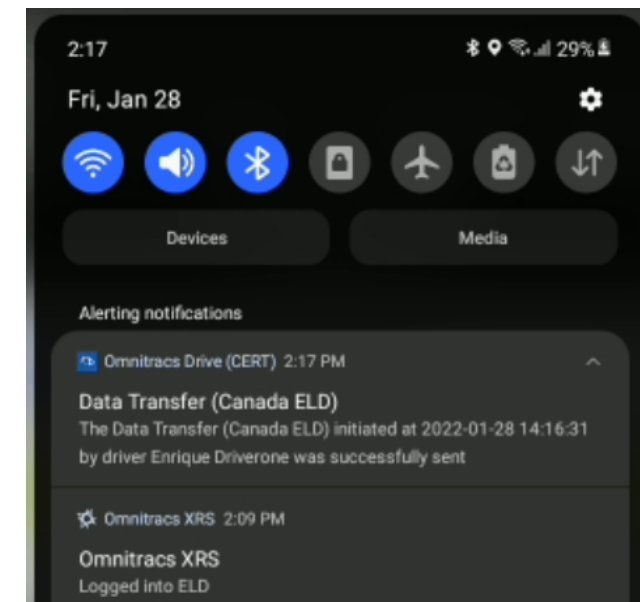 2:17 29%
Fri, Jan 28
Devices Media
Alerting notifications
Omnitracs Drive (CERT) 2:17 PM
Data Transfer (Canada ELD)
The Data Transfer (Canada ELD) initiated at 2022-01-28 14:16:31
by driver Enrique Driverone was successfully sent
Omnitracs XRS 2:09 PM
Omnitracs XRS
Logged into ELD